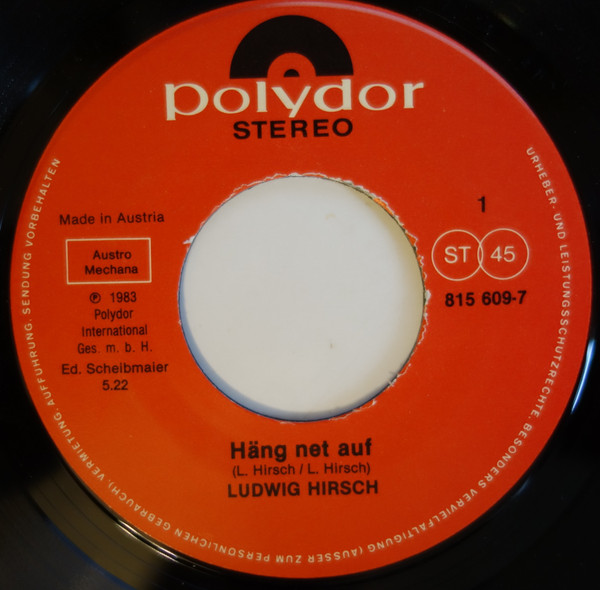 polydor
STEREO
Made in Austria
Austro
Mechana
℗ 1983
Polydor
International
Ges. m. b. H.
Ed. Scheibmaier
5.22
1
ST 45
815 609-7
Häng net auf
(L. Hirsch / L. Hirsch)
LUDWIG HIRSCH
URHEBER- UND LEISTUNGSSCHUTZRECHTE, BESONDERS VERVIELFÄLTIGUNG (AUSSER ZUM PERSÖNLICHEN GEBRAUCH), VERMIETUNG, AUFFÜHRUNG, SENDUNG VORBEHALTEN